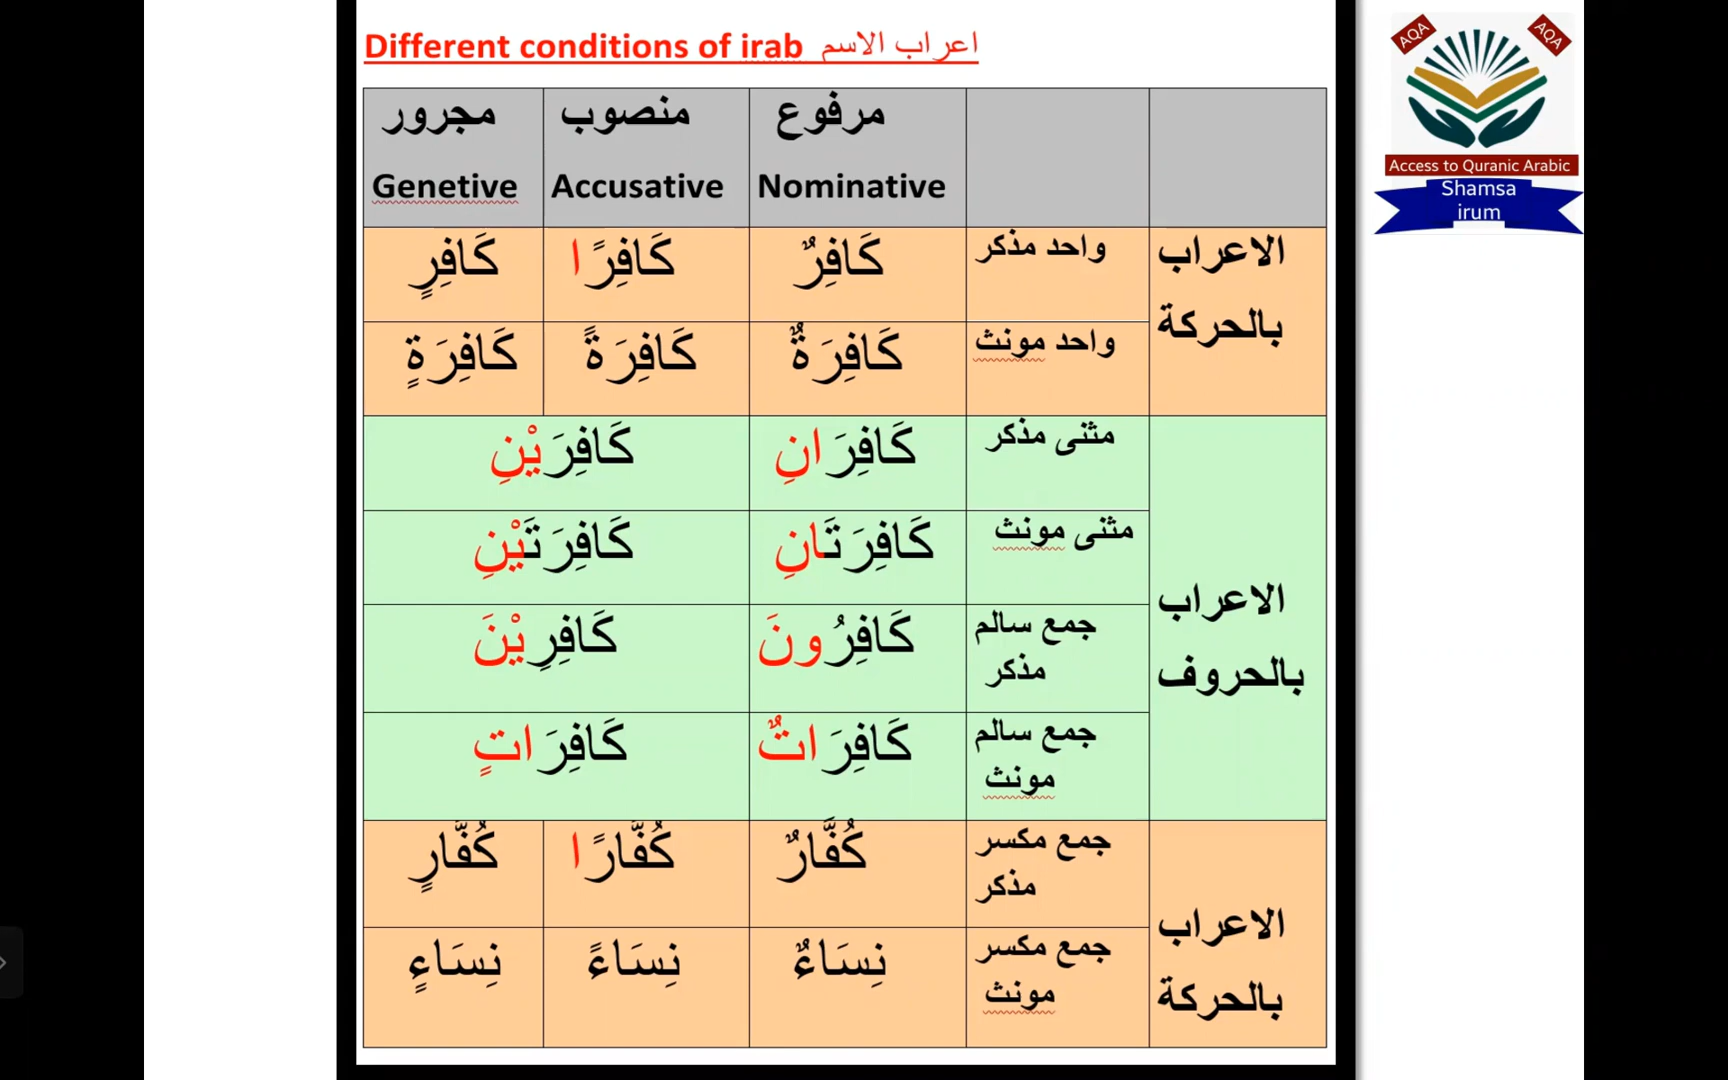 Different conditions of irab اعراب الاسم
مرفوع منصوب مجرور
Nominative Accusative Genetive
الاعراب بالحركة
واحد مذكر كَافِرٌ كَافِرًا كَافِرٍ
واحد مونث كَافِرَةٌ كَافِرَةً كَافِرَةٍ
الاعراب بالحروف
مثنى مذكر كَافِرَانِ كَافِرَيْنِ
مثنى مونث كَافِرَتَانِ كَافِرَتَيْنِ
جمع سالم مذكر كَافِرُونَ كَافِرِيْنَ
جمع سالم مونث كَافِرَاتٌ كَافِرَاتٍ
الاعراب بالحركة
جمع مكسر مذكر كُفَّارٌ كُفَّارًا كُفَّارٍ
جمع مكسر مونث نِسَاءٌ نِسَاءً نِسَاءٍ
AQA AQA
Access to Quranic Arabic
Shamsa
irum